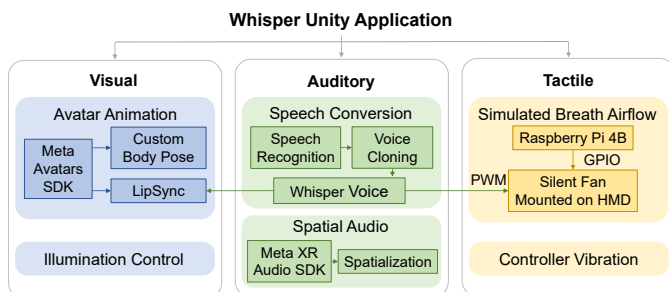 Whisper Unity Application
Visual
Avatar Animation
Meta
Avatars
SDK
Custom
Body Pose
LipSync
Illumination Control
Auditory
Speech Conversion
Speech
Recognition
Voice
Cloning
Whisper Voice
Spatial Audio
Meta XR
Audio SDK
Spatialization
Tactile
Simulated Breath Airflow
Raspberry Pi 4B
GPIO
PWM
Silent Fan
Mounted on HMD
Controller Vibration